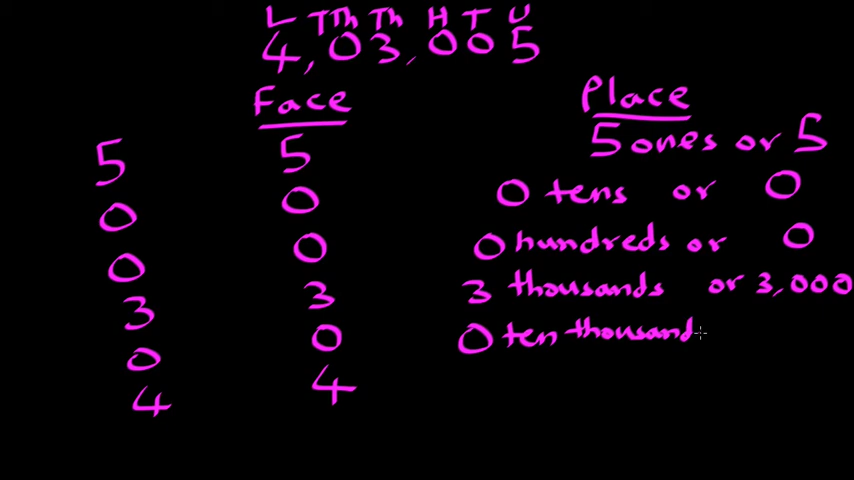 L TTh Th H T U
4,03,005
Face Place
5 5 5 ones or 5
0 0 0 tens or 0
0 0 0 hundreds or 0
3 3 3 thousands or 3,000
0 0 0 ten thousand
4 4